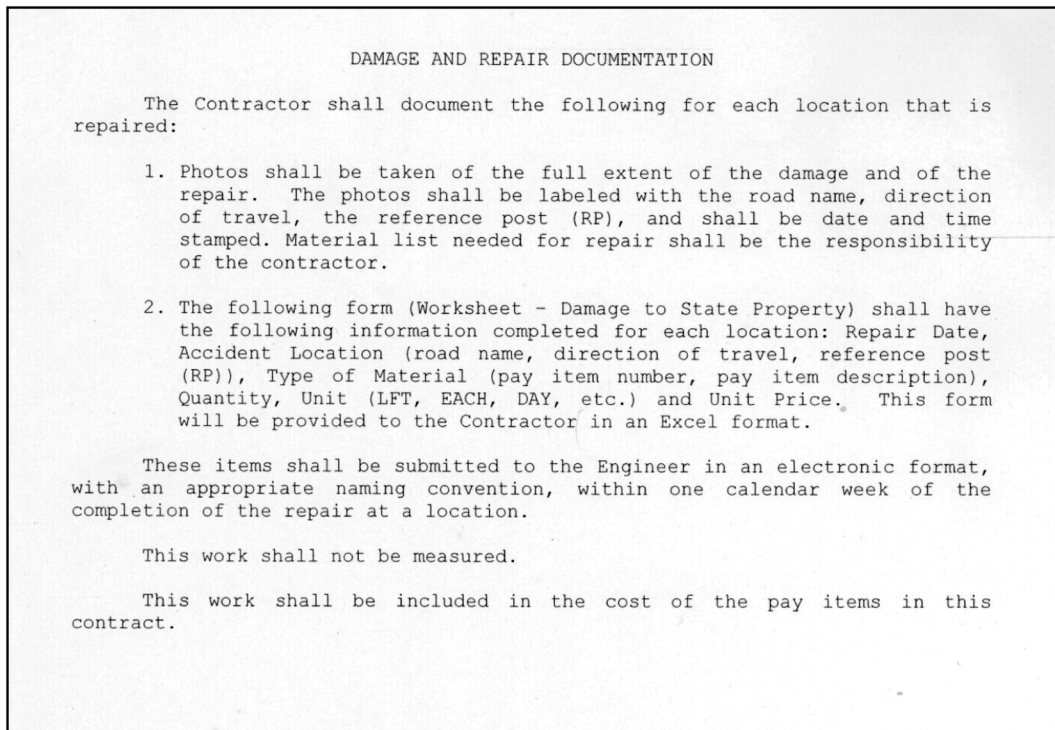 DAMAGE AND REPAIR DOCUMENTATION
The Contractor shall document the following for each location that is
repaired:
1. Photos shall be taken of the full extent of the damage and of the
repair. The photos shall be labeled with the road name, direction
of travel, the reference post (RP), and shall be date and time
stamped. Material list needed for repair shall be the responsibility
of the contractor.
2. The following form (Worksheet - Damage to State Property) shall have
the following information completed for each location: Repair Date,
Accident Location (road name, direction of travel, reference post
(RP)), Type of Material (pay item number, pay item description),
Quantity, Unit (LFT, EACH, DAY, etc.) and Unit Price. This form
will be provided to the Contractor in an Excel format.
These items shall be submitted to the Engineer in an electronic format,
with an appropriate naming convention, within one calendar week of the
completion of the repair at a location.
This work shall not be measured.
This work shall be included in the cost of the pay items in this
contract.